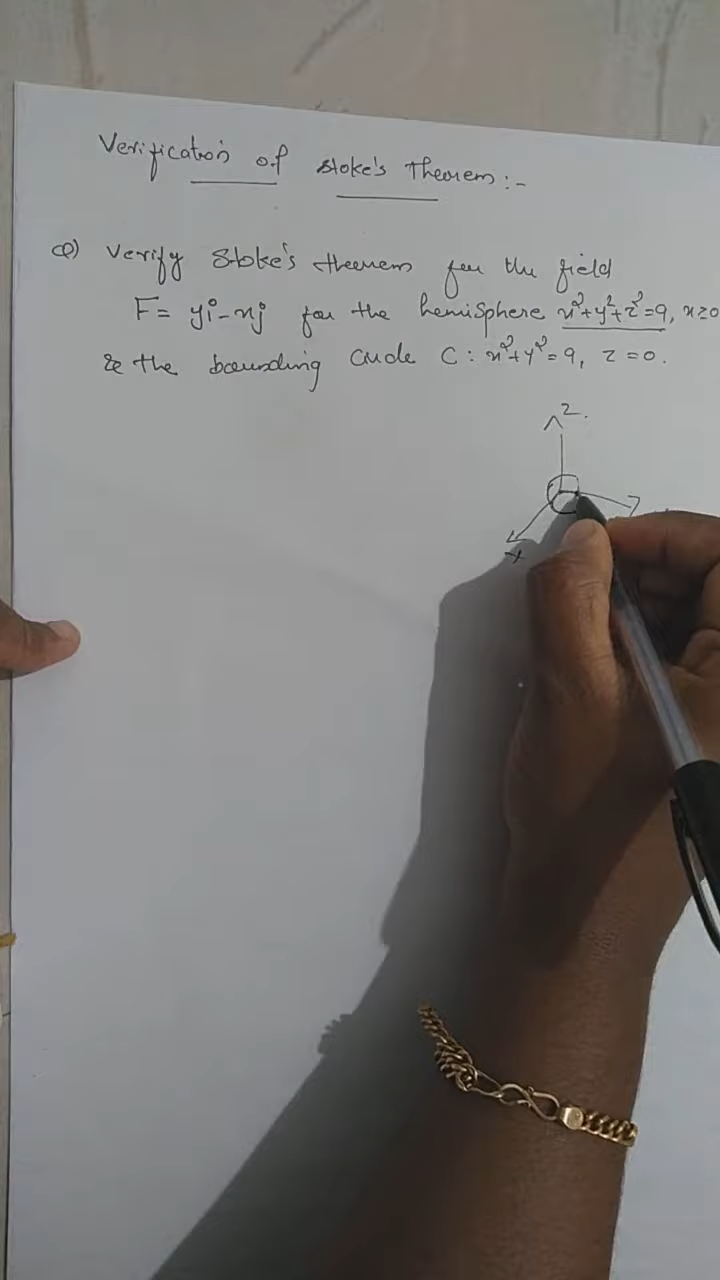 Verification of Stoke's Theorem :-
Q) Verify Stoke's theorem for the field
F = yi - xj for the hemisphere x²+y²+z²=9, x≥0
& the bounding circle C : x²+y²=9, z=0.
z
x